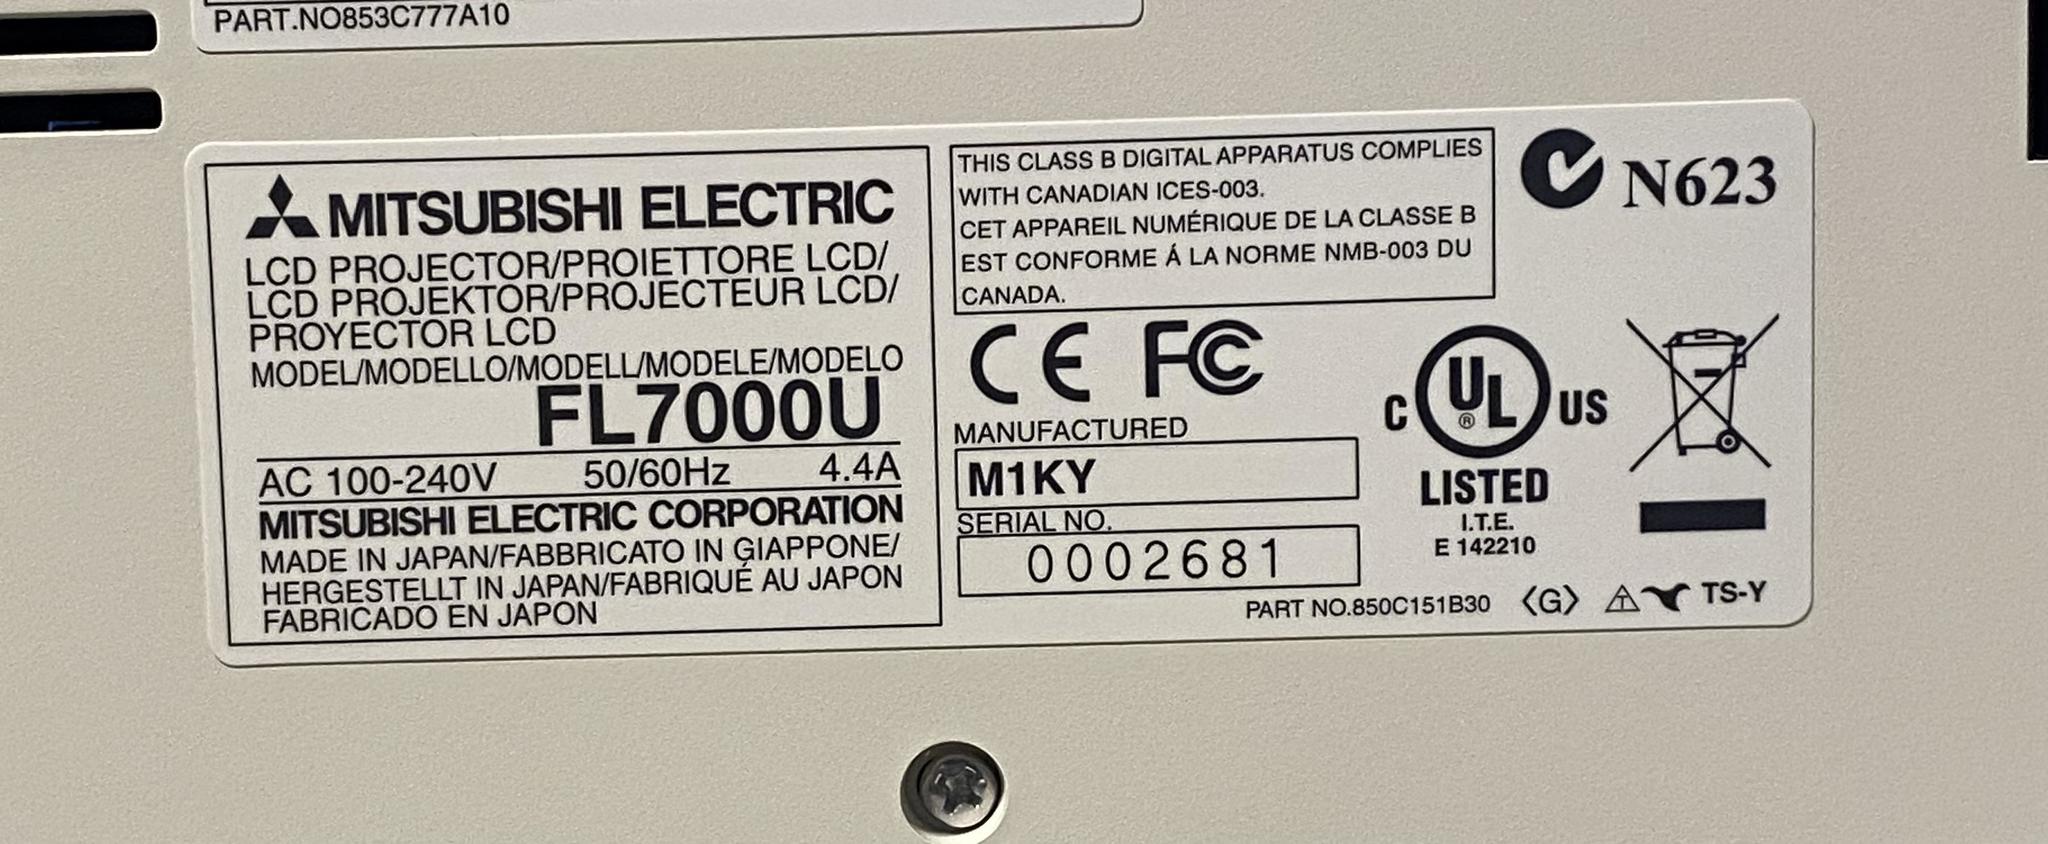 PART.NO853C777A10
MITSUBISHI ELECTRIC
LCD PROJECTOR/PROIETTORE LCD/
LCD PROJEKTOR/PROJECTEUR LCD/
PROYECTOR LCD
MODEL/MODELLO/MODELL/MODELE/MODELO
FL7000U
AC 100-240V 50/60Hz 4.4A
MITSUBISHI ELECTRIC CORPORATION
MADE IN JAPAN/FABBRICATO IN GIAPPONE/
HERGESTELLT IN JAPAN/FABRIQUÉ AU JAPON
FABRICADO EN JAPON
THIS CLASS B DIGITAL APPARATUS COMPLIES
WITH CANADIAN ICES-003.
CET APPAREIL NUMÉRIQUE DE LA CLASSE B
EST CONFORME Á LA NORME NMB-003 DU
CANADA.
N623
CE FC
MANUFACTURED
M1KY
SERIAL NO.
0002681
C UL® US
LISTED
I.T.E.
E 142210
PART NO.850C151B30 〈G〉 T TS-Y